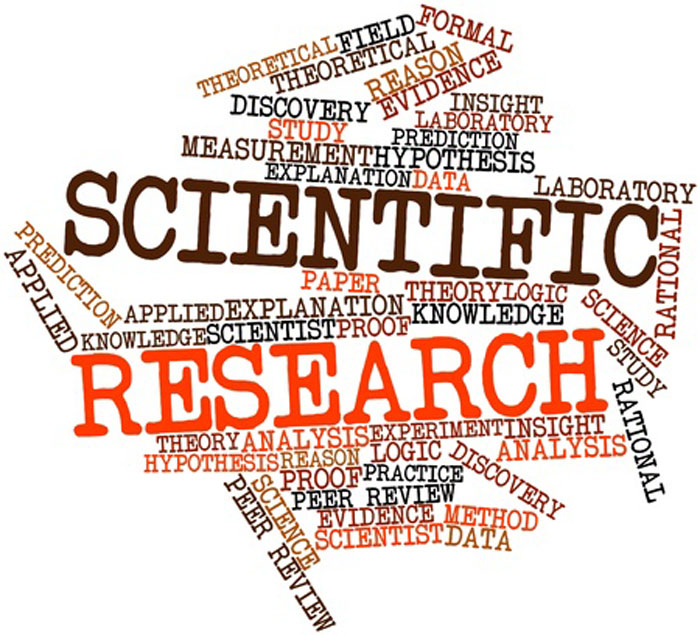 FORMAL
THEORETICAL FIELD
THEORETICAL
REASON
EVIDENCE
DISCOVERY
INSIGHT
STUDY
LABORATORY
PREDICTION
MEASUREMENT HYPOTHESIS
EXPLANATION DATA
LABORATORY
SCIENTIFIC
RATIONAL
PREDICTION
APPLIED
PAPER
THEORY LOGIC
APPLIED EXPLANATION
KNOWLEDGE
SCIENCE
KNOWLEDGE SCIENTIST PROOF
STUDY
RESEARCH
RATIONAL
THEORY ANALYSIS EXPERIMENT INSIGHT
ANALYSIS
HYPOTHESIS REASON LOGIC
DISCOVERY
PROOF PRACTICE
PEER REVIEW
SCIENCE
PEER REVIEW
EVIDENCE METHOD
SCIENTIST DATA